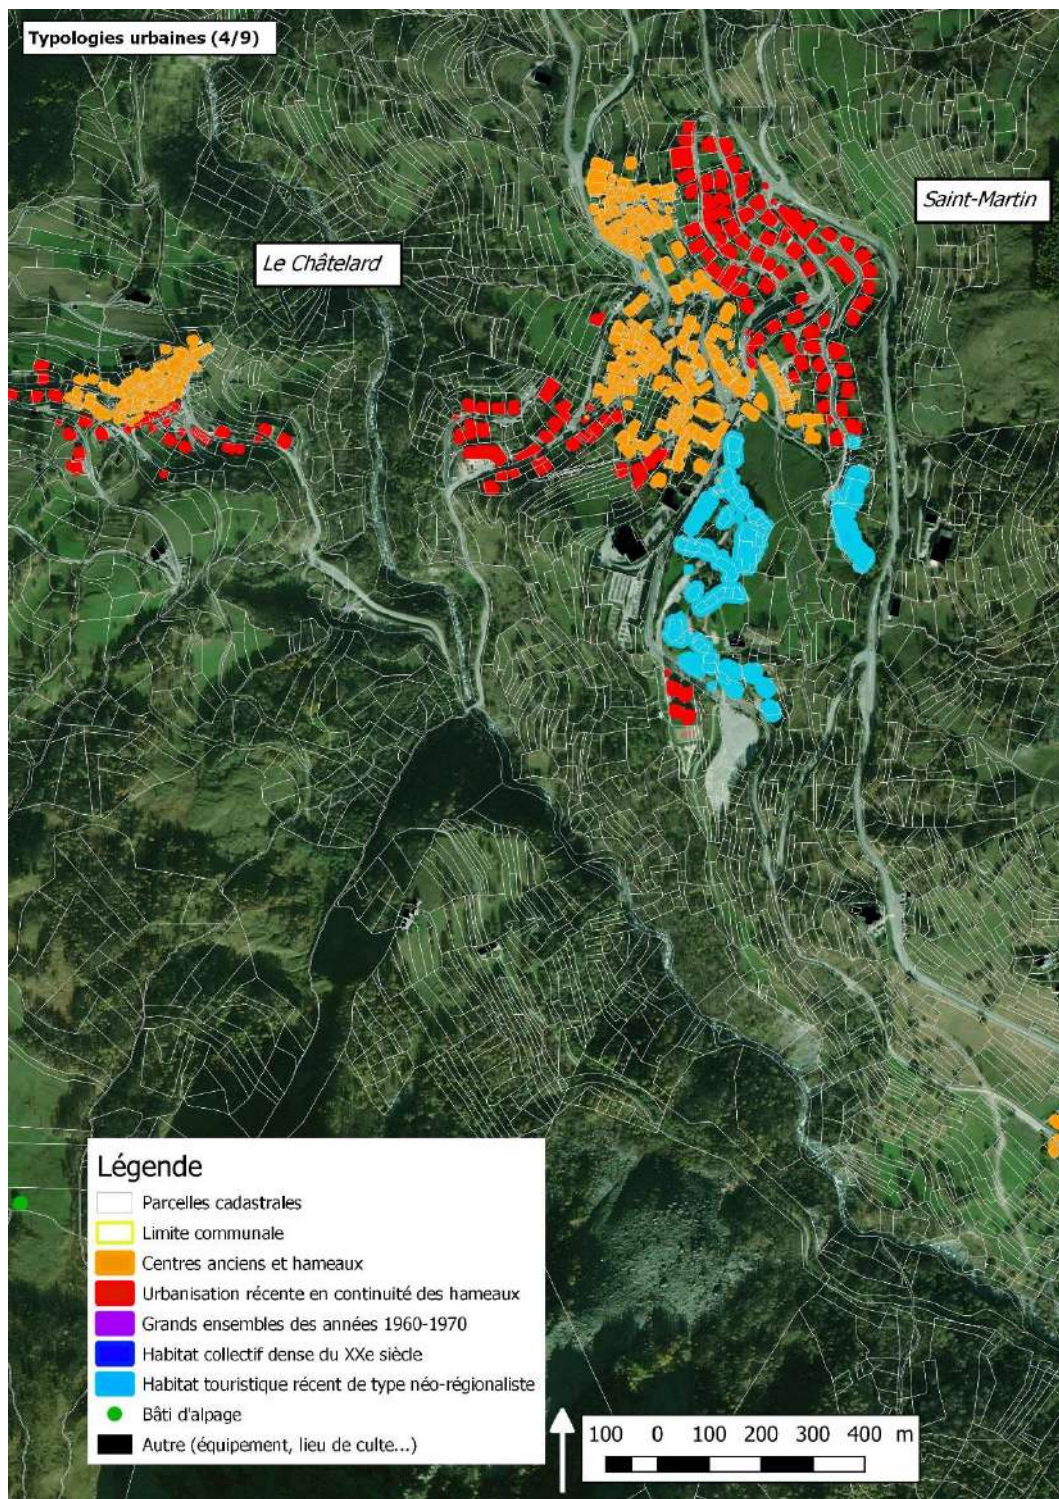 Typologies urbaines (4/9)
Saint-Martin
Le Châtelard
Légende
Parcelles cadastrales
Limite communale
Centres anciens et hameaux
Urbanisation récente en continuité des hameaux
Grands ensembles des années 1960-1970
Habitat collectif dense du XXe siècle
Habitat touristique récent de type néo-régionaliste
Bâti d'alpage
Autre (équipement, lieu de culte...)
100 0 100 200 300 400 m